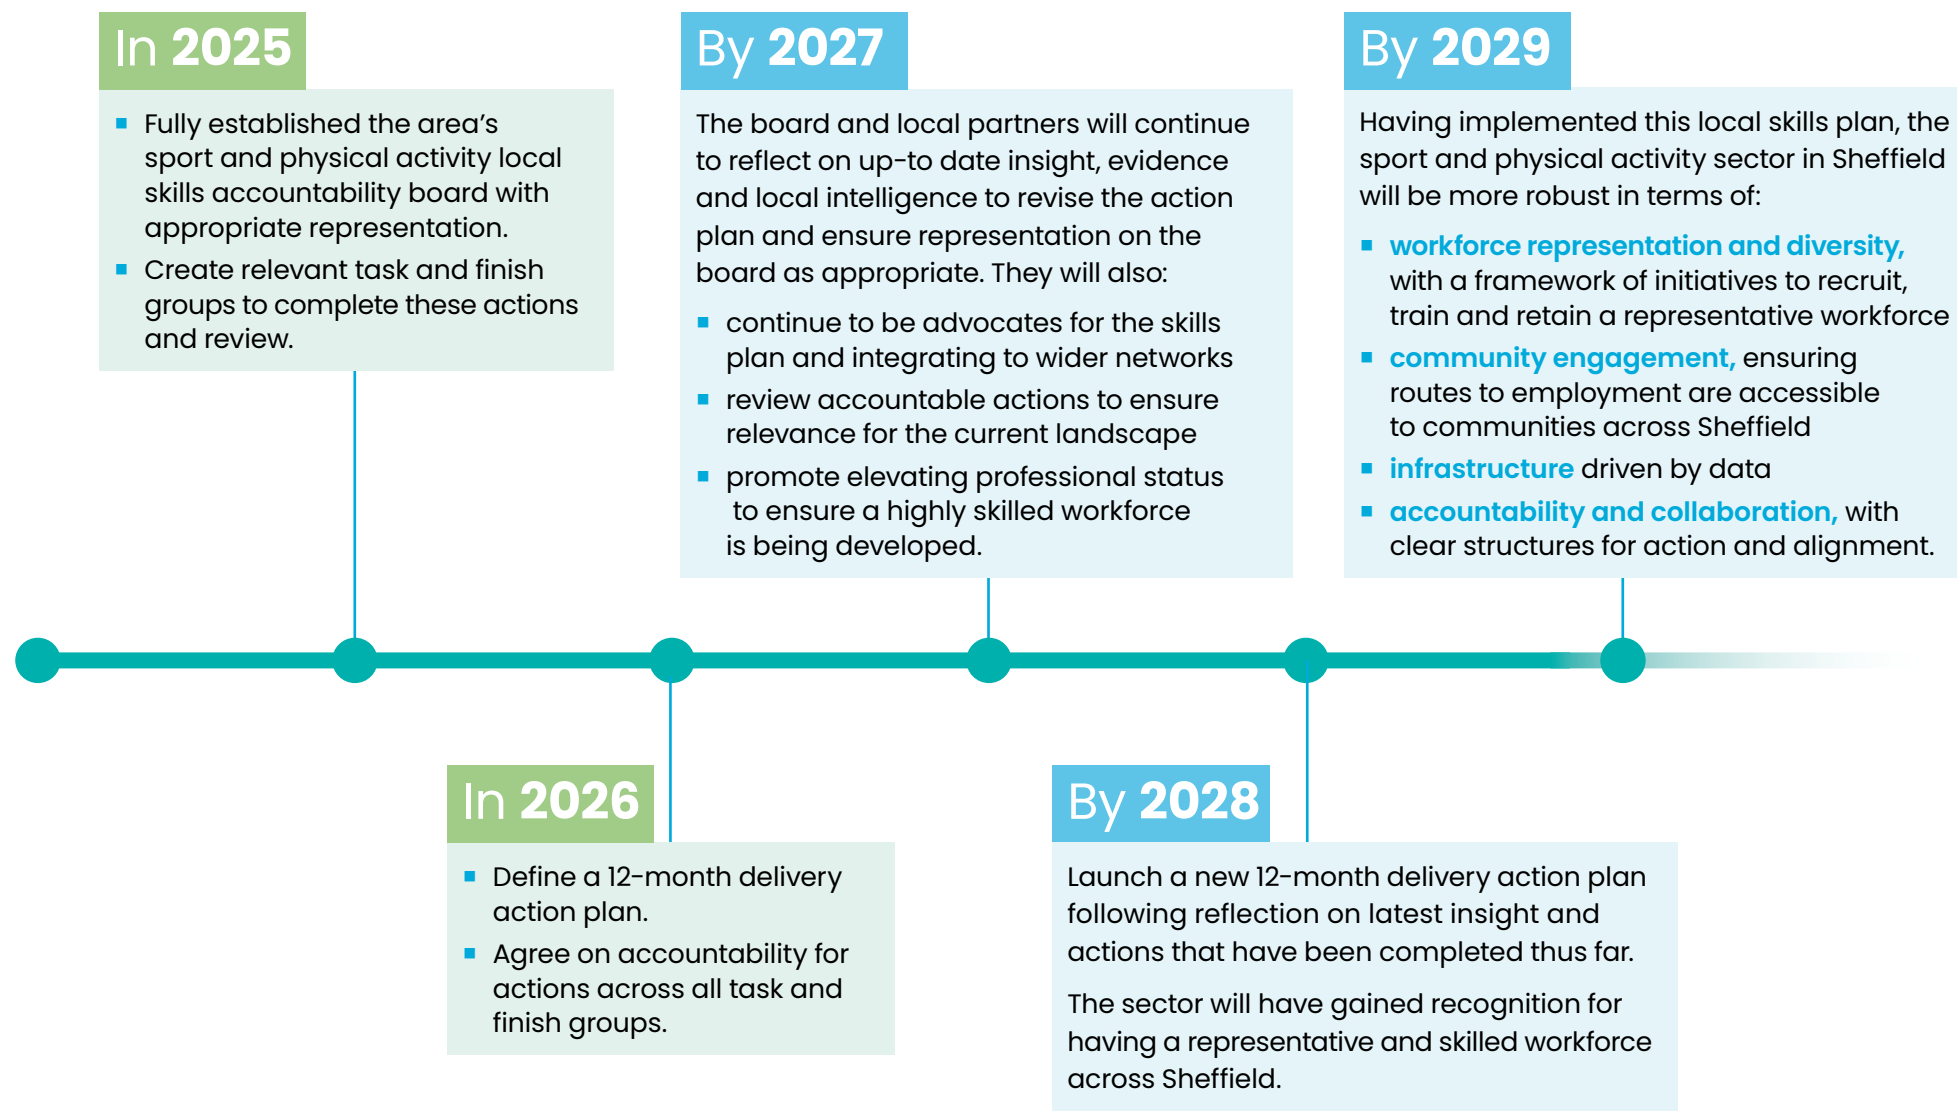 In 2025
Fully established the area's
sport and physical activity local
skills accountability board with
appropriate representation.
Create relevant task and finish
groups to complete these actions
and review.
In 2026
Define a 12-month delivery
action plan.
Agree on accountability for
actions across all task and
finish groups.
By 2027
The board and local partners will continue
to reflect on up-to date insight, evidence
and local intelligence to revise the action
plan and ensure representation on the
board as appropriate. They will also:
continue to be advocates for the skills
plan and integrating to wider networks
review accountable actions to ensure
relevance for the current landscape
promote elevating professional status
to ensure a highly skilled workforce
is being developed.
By 2028
Launch a new 12-month delivery action plan
following reflection on latest insight and
actions that have been completed thus far.
The sector will have gained recognition for
having a representative and skilled workforce
across Sheffield.
By 2029
Having implemented this local skills plan, the
sport and physical activity sector in Sheffield
will be more robust in terms of:
workforce representation and diversity,
with a framework of initiatives to recruit,
train and retain a representative workforce
community engagement, ensuring
routes to employment are accessible
to communities across Sheffield
infrastructure driven by data
accountability and collaboration, with
clear structures for action and alignment.